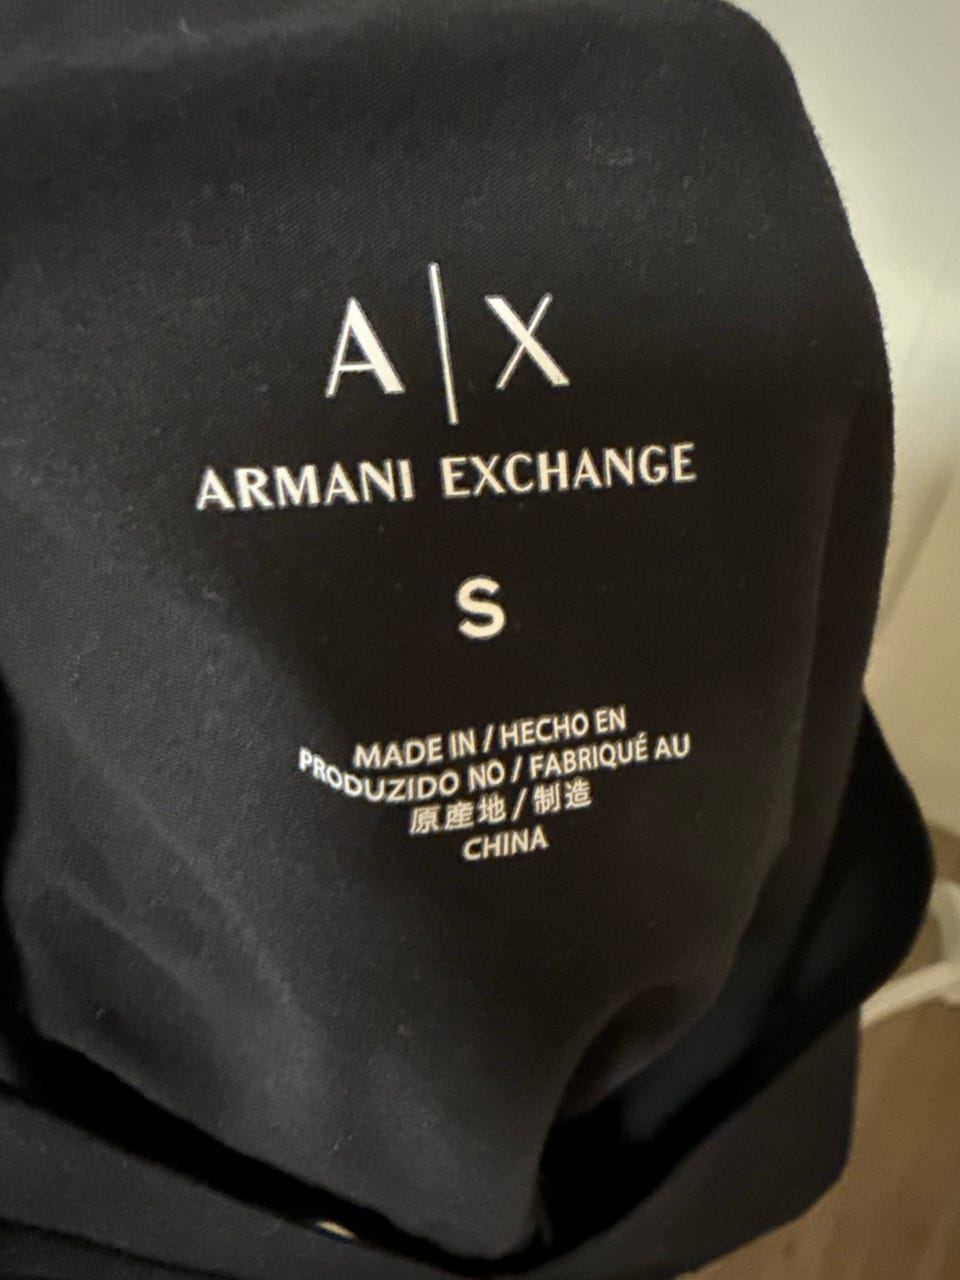 A|X
ARMANI EXCHANGE
S
MADE IN / HECHO EN
PRODUZIDO NO / FABRIQUÉ AU
原産地 / 制造
CHINA